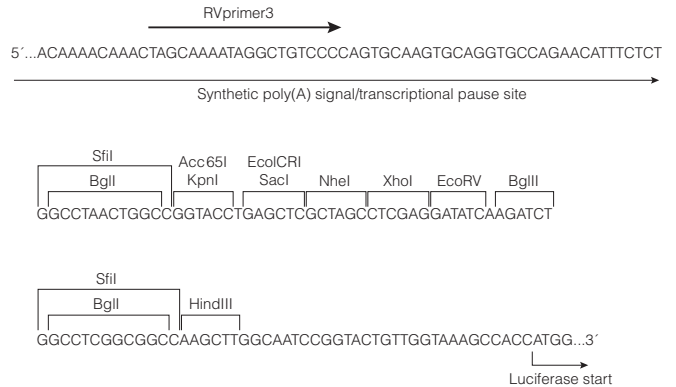 RVprimer3
5´...ACAAAACAAACTAGCAAAATAGGCTGTCCCCAGTGCAAGTGCAGGTGCCAGAACATTTCTCT
Synthetic poly(A) signal/transcriptional pause site
SfiI
Acc65I EcoICRI
BglI KpnI SacI NheI XhoI EcoRV BglII
GGCCTAACTGGCCGGTACCTGAGCTCGCTAGCCTCGAGGATATCAAGATCT
SfiI
BglI HindIII
GGCCTCGGCGGCCAAGCTTGGCAATCCGGTACTGTTGGTAAAGCCACCATGG...3´
Luciferase start